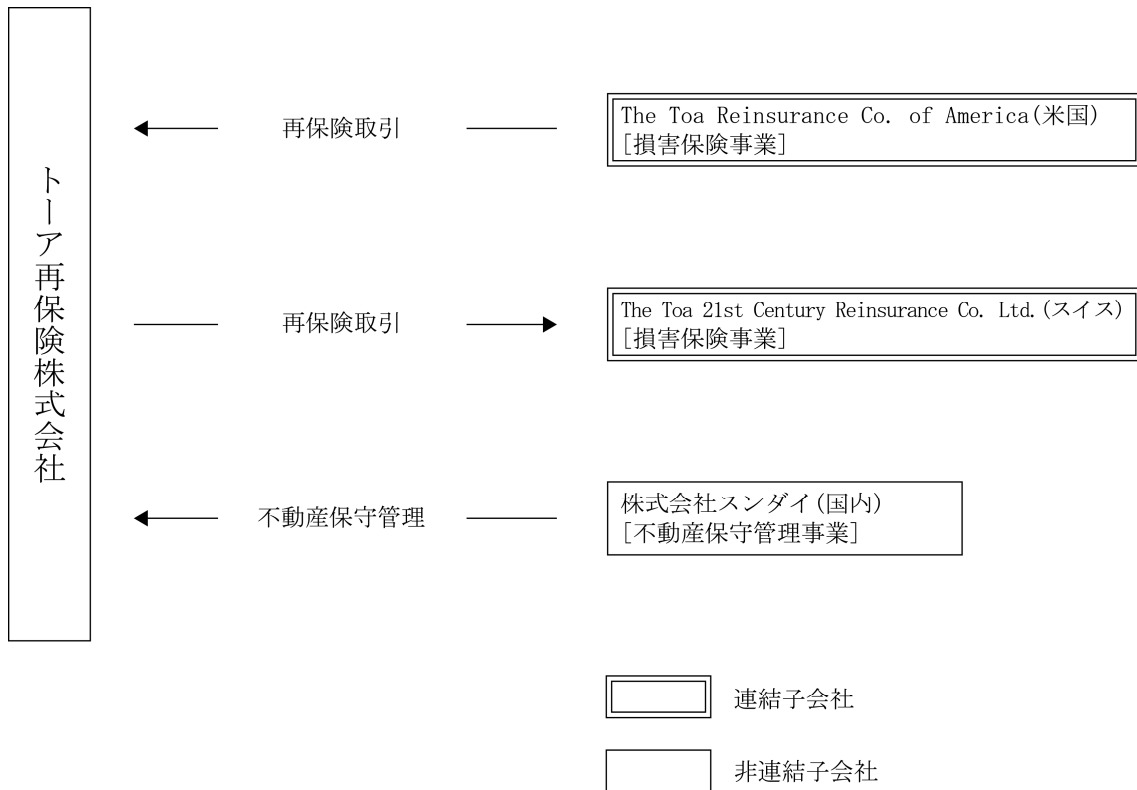 トーア再保険株式会社
再保険取引
The Toa Reinsurance Co. of America(米国)
[損害保険事業]
再保険取引
The Toa 21st Century Reinsurance Co. Ltd.(スイス)
[損害保険事業]
不動産保守管理
株式会社スンダイ(国内)
[不動産保守管理事業]
連結子会社
非連結子会社